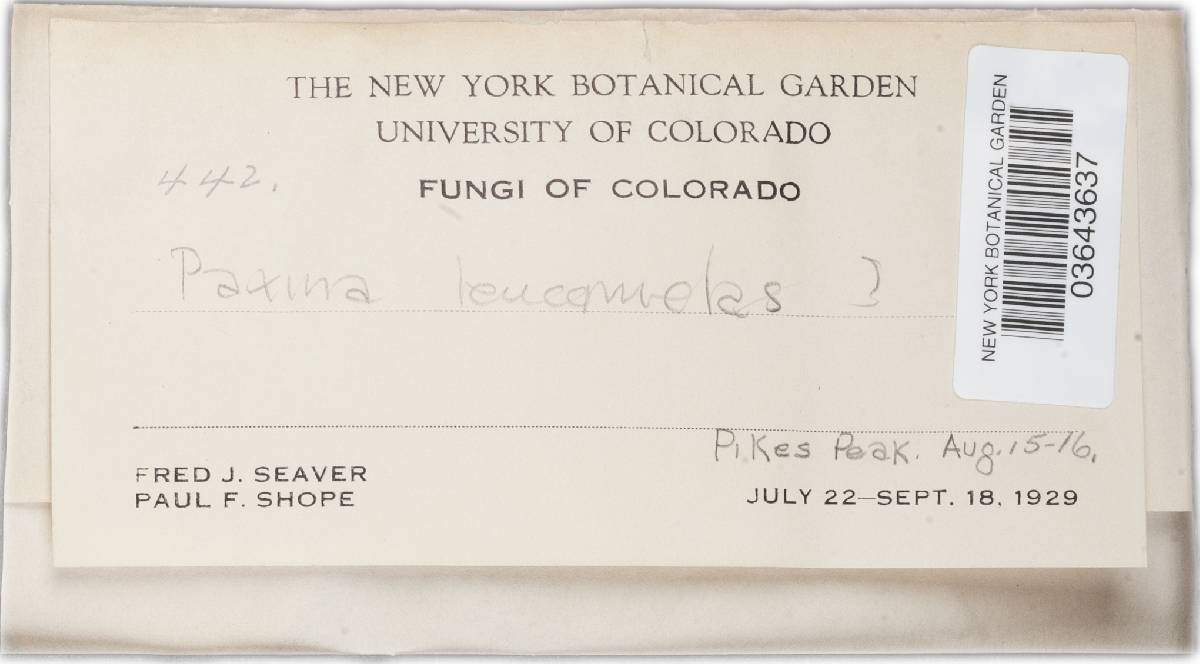 THE NEW YORK BOTANICAL GARDEN
UNIVERSITY OF COLORADO
442.
FUNGI OF COLORADO
Paxina leucomelas ?
Pikes Peak. Aug. 15-16.
FRED J. SEAVER
PAUL F. SHOPE
JULY 22—SEPT. 18, 1929
NEW YORK BOTANICAL GARDEN
03643637